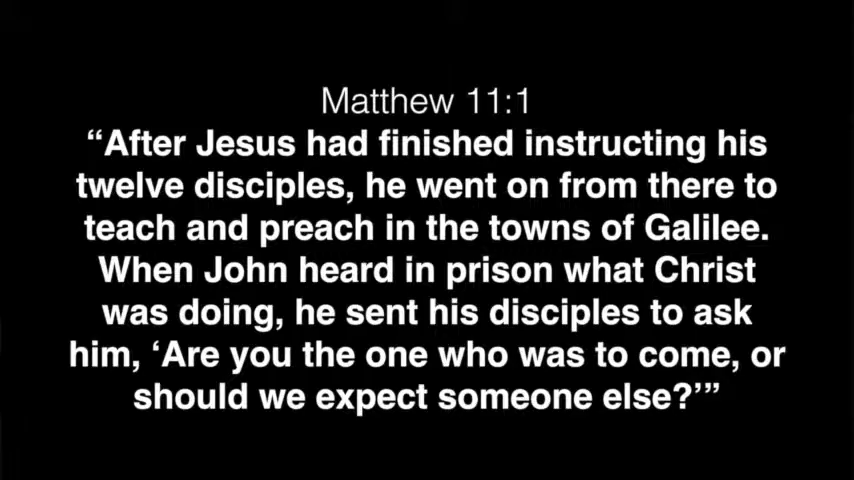 Matthew 11:1
“After Jesus had finished instructing his
twelve disciples, he went on from there to
teach and preach in the towns of Galilee.
When John heard in prison what Christ
was doing, he sent his disciples to ask
him, ‘Are you the one who was to come, or
should we expect someone else?’”